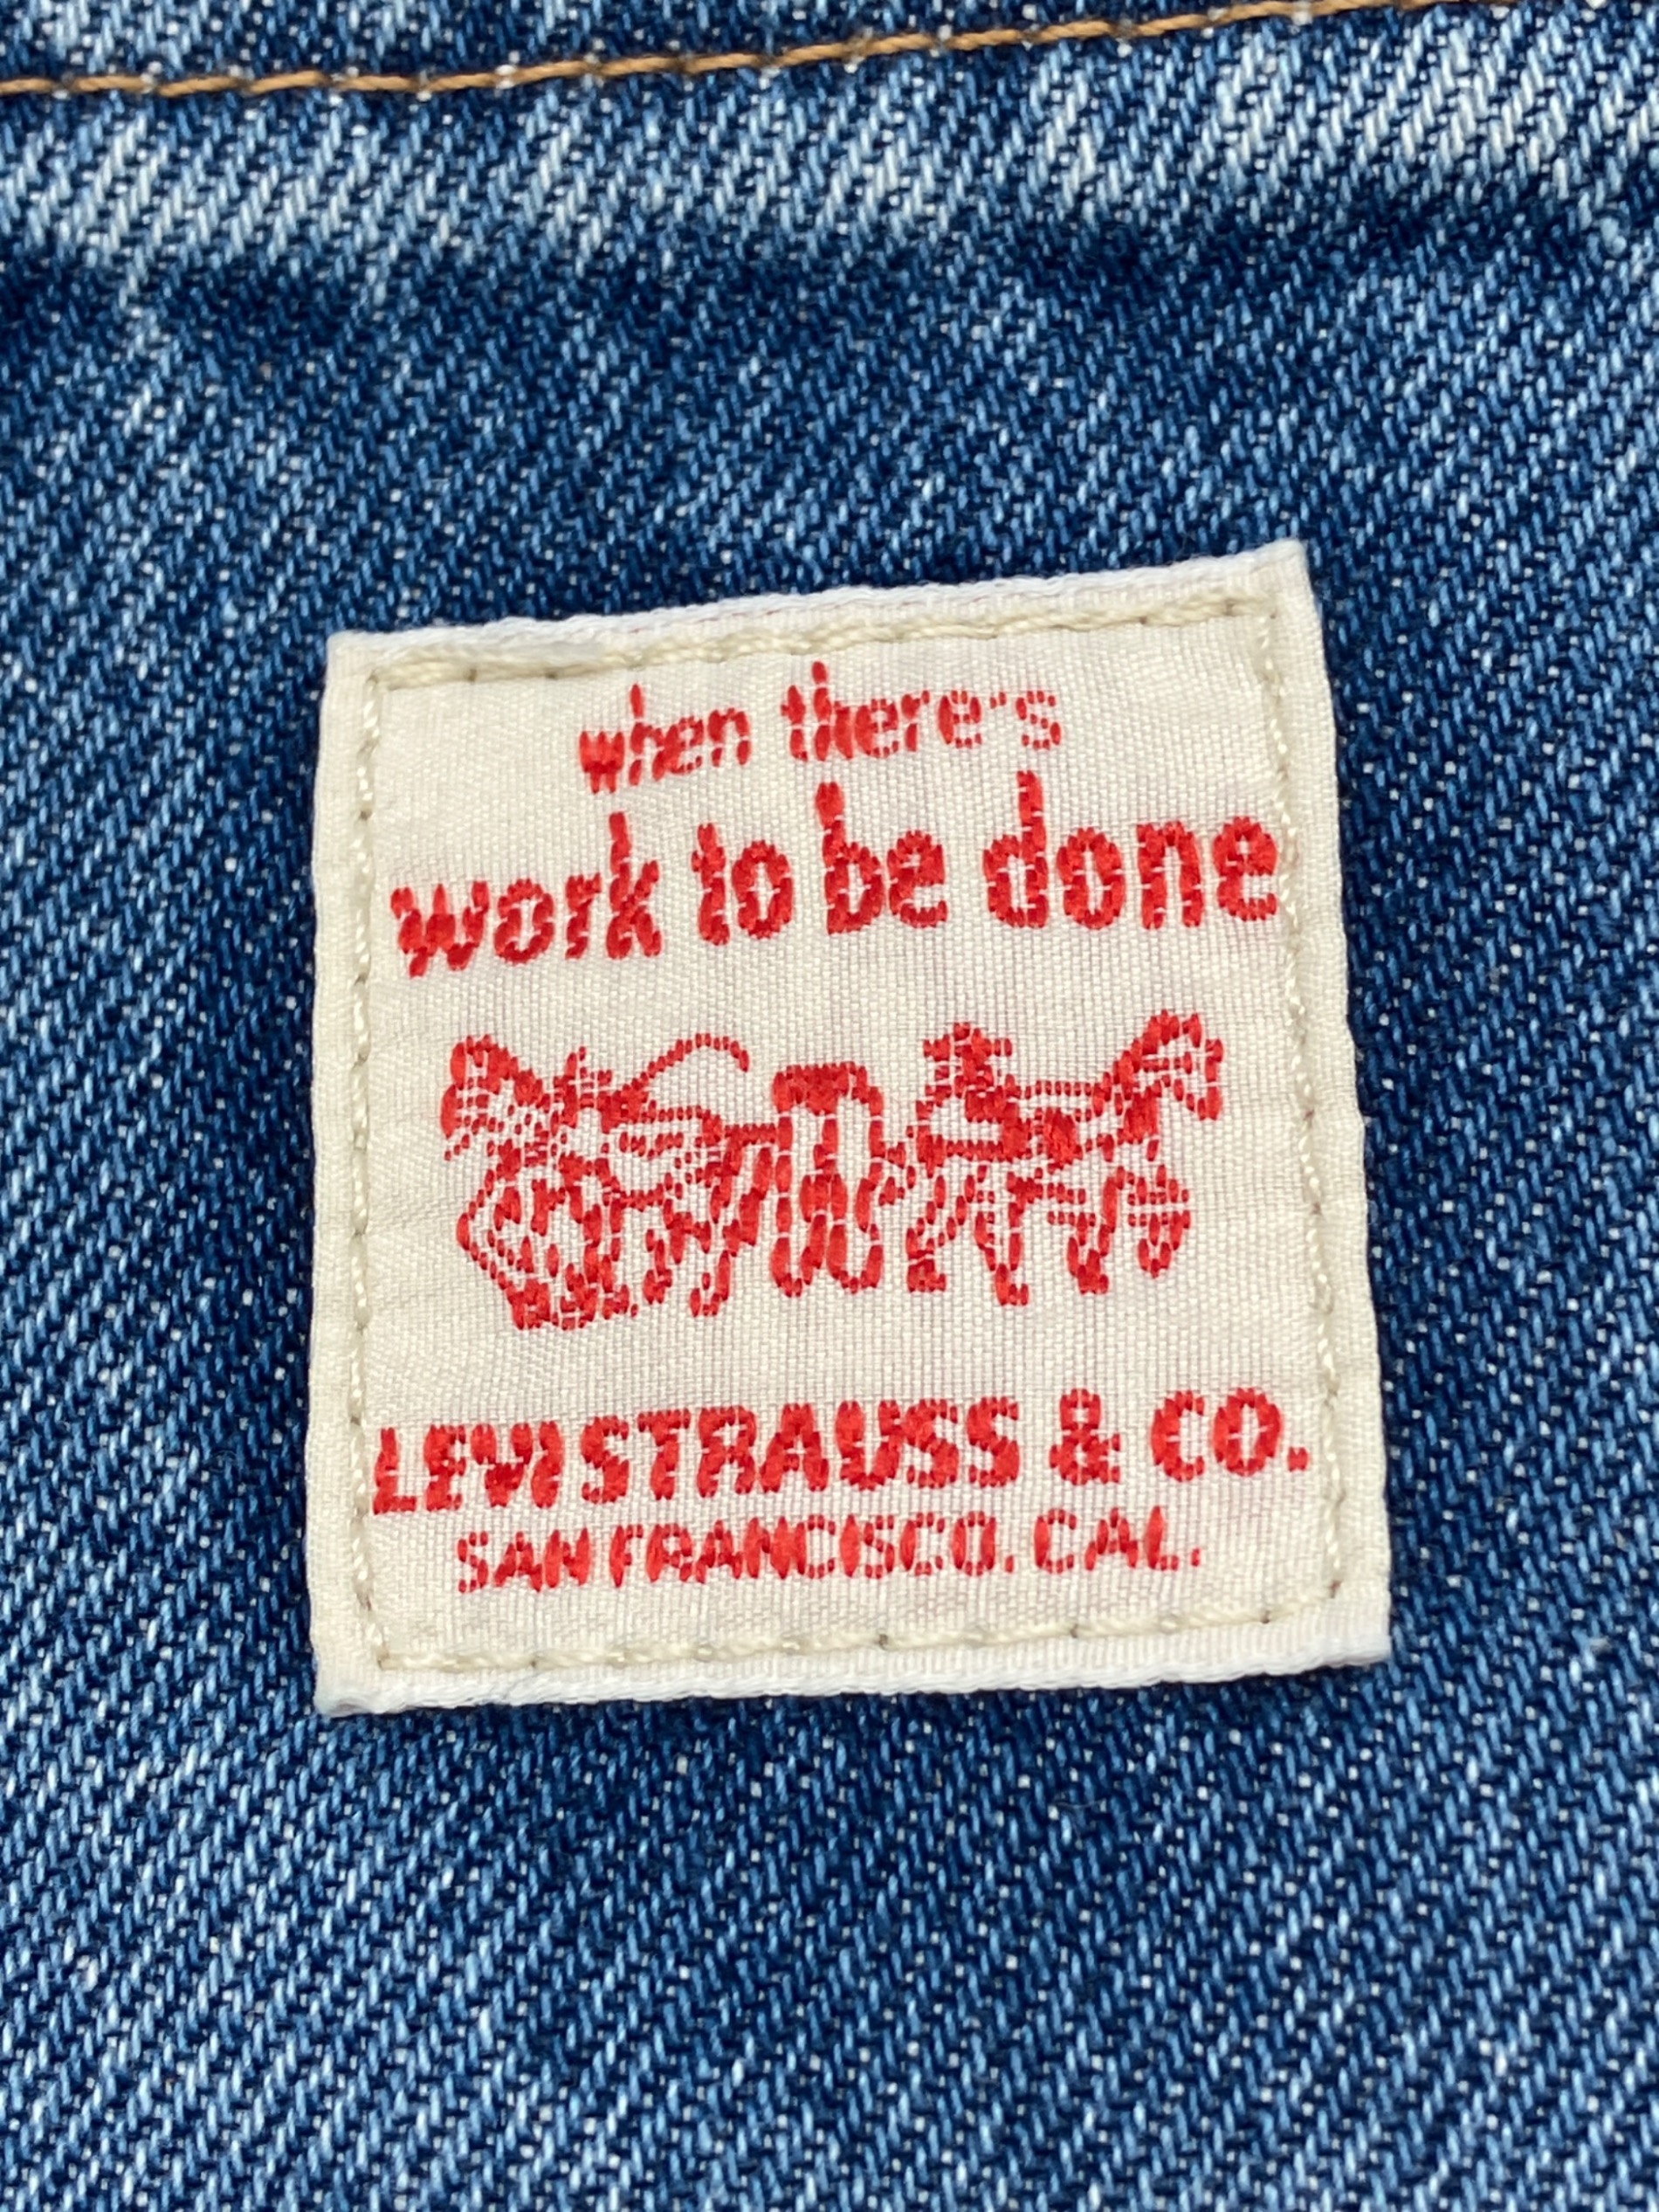 when there's
work to be done
LEVI STRAUSS & CO.
SAN FRANCISCO. CAL.